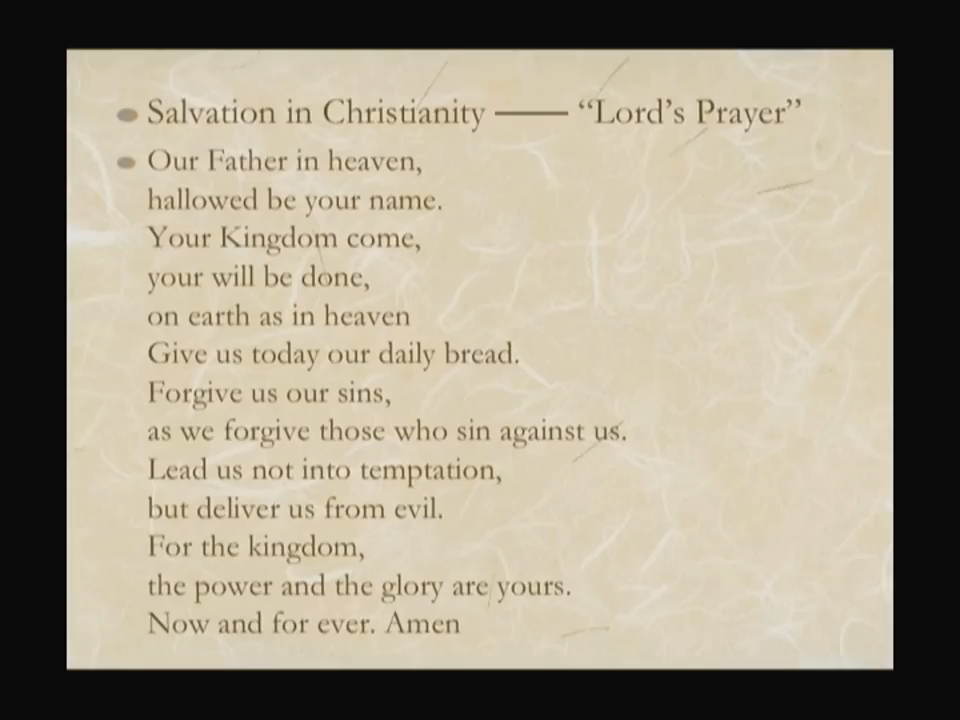 Salvation in Christianity —— “Lord’s Prayer”
Our Father in heaven,
hallowed be your name.
Your Kingdom come,
your will be done,
on earth as in heaven
Give us today our daily bread.
Forgive us our sins,
as we forgive those who sin against us.
Lead us not into temptation,
but deliver us from evil.
For the kingdom,
the power and the glory are yours.
Now and for ever. Amen